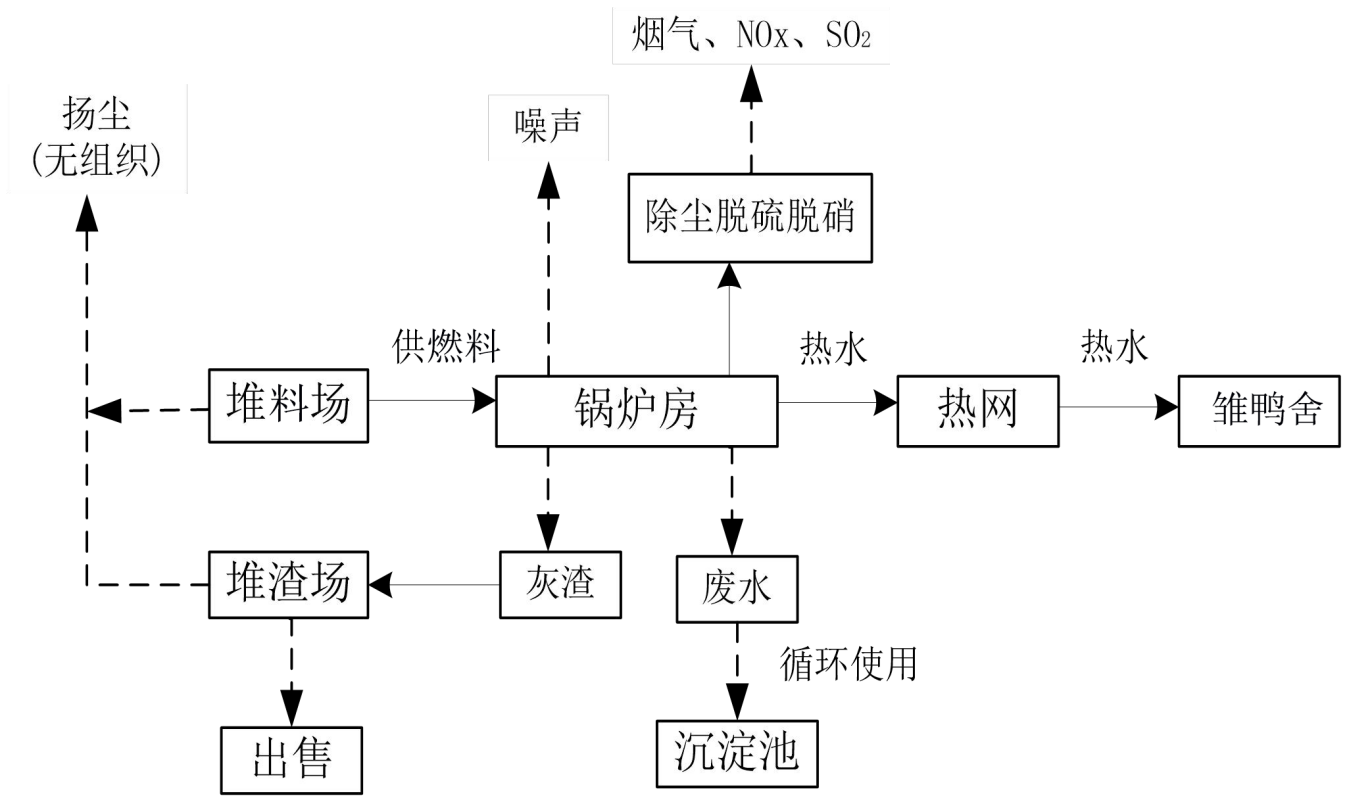 烟气、NOx、SO₂
扬尘
(无组织)
噪声
除尘脱硫脱硝
供燃料
热水
热水
堆料场
锅炉房
热网
雏鸭舍
堆渣场
灰渣
废水
循环使用
出售
沉淀池